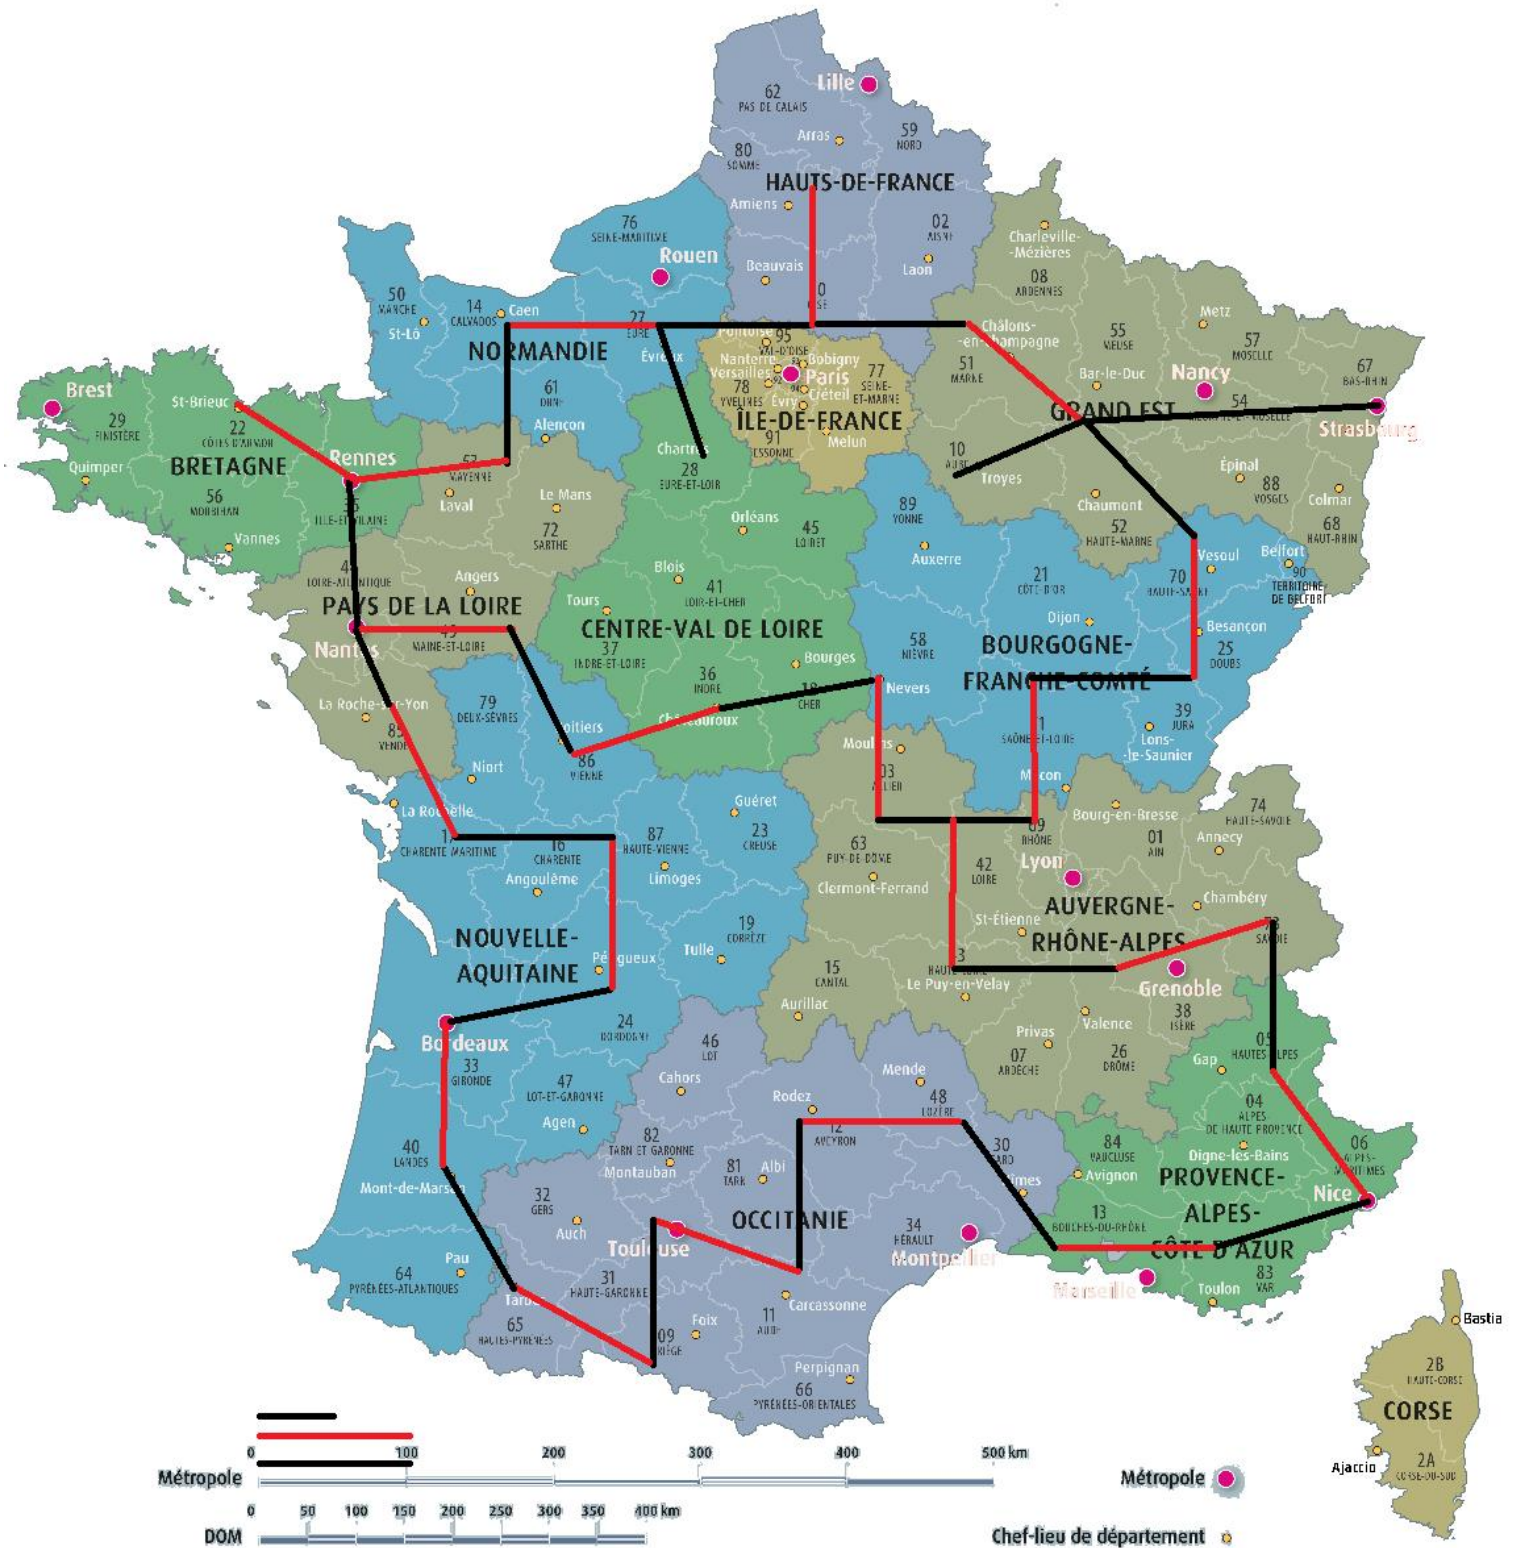 Lille
62
PAS DE CALAIS
Arras
59
NORD
80
SOMME
HAUTS-DE-FRANCE
Amiens
76
SEINE-MARITIME
Rouen
02
AISNE
Laon
Beauvais
Charleville-
-Mézières
08
ARDENNES
50
MANCHE
St-Lô
14
CALVADOS
Caen
27
EURE
NORMANDIE
Évreux
61
ORNE
Alençon
Pontoise
95
VAL-D'OISE
Nanterre
Bobigny
Versailles
Paris
78
YVELINES
Créteil
Évry
77
SEINE-
ET-MARNE
ÎLE-DE-FRANCE
91
ESSONNE
Melun
Châlons-
-en-Champagne
51
MARNE
55
MEUSE
Metz
57
MOSELLE
Bar-le-Duc
Nancy
67
BAS-RHIN
54
GRAND EST
Strasbourg
10
AUBE
Troyes
Épinal
88
VOSGES
Colmar
68
HAUT-RHIN
Chaumont
52
HAUTE-MARNE
Brest
29
FINISTÈRE
St-Brieuc
22
CÔTES D'ARMOR
BRETAGNE
Rennes
Quimper
56
MORBIHAN
35
ILLE-ET-VILAINE
Vannes
53
MAYENNE
Laval
Le Mans
72
SARTHE
Chartres
28
EURE-ET-LOIR
Orléans
45
LOIRET
LOIRE-ATLANTIQUE
Angers
PAYS DE LA LOIRE
49
MAINE-ET-LOIRE
Nantes
La Roche-sur-Yon
85
VENDÉE
Blois
41
LOIR-ET-CHER
Tours
CENTRE-VAL DE LOIRE
37
INDRE-ET-LOIRE
36
INDRE
Bourges
18
CHER
Châteauroux
89
YONNE
Auxerre
21
CÔTE-D'OR
Dijon
58
NIÈVRE
Nevers
BOURGOGNE-
FRANCHE-COMTÉ
Vesoul
70
HAUTE-SAÔNE
Belfort
90
TERRITOIRE
DE BELFORT
Besançon
25
DOUBS
39
JURA
Lons-
-le-Saunier
SAÔNE-ET-LOIRE
Mâcon
79
DEUX-SÈVRES
Poitiers
86
VIENNE
Niort
La Rochelle
17
CHARENTE MARITIME
16
CHARENTE
Angoulême
87
HAUTE-VIENNE
Limoges
Guéret
23
CREUSE
19
CORRÈZE
Tulle
NOUVELLE-
AQUITAINE
Périgueux
24
DORDOGNE
Bordeaux
33
GIRONDE
47
LOT-ET-GARONNE
Agen
40
LANDES
Mont-de-Marsan
Pau
64
PYRÉNÉES-ATLANTIQUES
Moulins
03
ALLIER
63
PUY-DE-DÔME
Clermont-Ferrand
42
LOIRE
St-Étienne
69
RHÔNE
Lyon
Bourg-en-Bresse
01
AIN
74
HAUTE-SAVOIE
Annecy
Chambéry
AUVERGNE-
RHÔNE-ALPES
73
SAVOIE
15
CANTAL
Aurillac
HAUTE-LOIRE
Le Puy-en-Velay
Grenoble
38
ISÈRE
Privas
07
ARDÈCHE
Valence
26
DRÔME
46
LOT
Cahors
Rodez
12
AVEYRON
Mende
48
LOZÈRE
82
TARN ET GARONNE
Montauban
81
TARN
Albi
30
GARD
Nîmes
32
GERS
Auch
Toulouse
OCCITANIE
34
HÉRAULT
Montpellier
31
HAUTE-GARONNE
Tarbes
65
HAUTES-PYRÉNÉES
09
ARIÈGE
Foix
11
AUDE
Carcassonne
Perpignan
66
PYRÉNÉES-ORIENTALES
05
HAUTES ALPES
Gap
04
ALPES
DE HAUTE PROVENCE
Digne-les-Bains
06
ALPES-
MARITIMES
Nice
84
VAUCLUSE
Avignon
PROVENCE-
ALPES-
CÔTE D'AZUR
13
BOUCHES-DU-RHÔNE
Marseille
83
VAR
Toulon
Bastia
2B
HAUTE-CORSE
CORSE
2A
CORSE-DU-SUD
Ajaccio
0 100 200 300 400 500 km
Métropole
0 50 100 150 200 250 300 350 400 km
DOM
Métropole
Chef-lieu de département